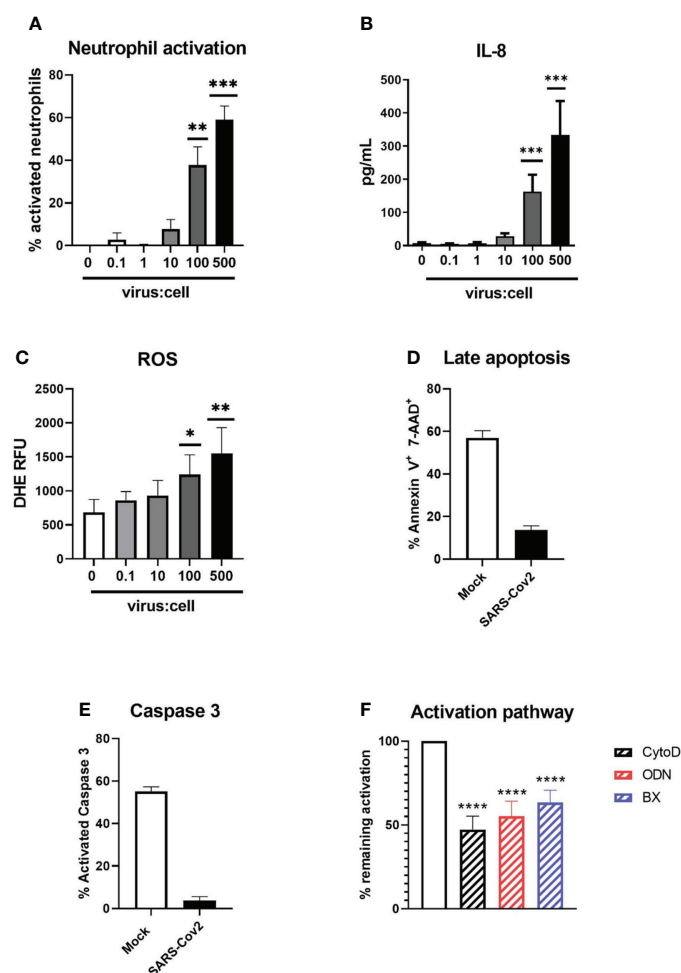 A
Neutrophil activation
% activated neutrophils
80
60
40
20
0
**
***
0 0.1 1 10 100 500
virus:cell
B
IL-8
pg/mL
500
400
300
200
100
0
***
***
0 0.1 1 10 100 500
virus:cell
C
ROS
DHE RFU
2500
2000
1500
1000
500
0
*
**
0 0.1 10 100 500
virus:cell
D
Late apoptosis
% Annexin V+ 7-AAD+
80
60
40
20
0
Mock
SARS-Cov2
E
Caspase 3
% Activated Caspase 3
80
60
40
20
0
Mock
SARS-Cov2
F
Activation pathway
% remaining activation
100
50
0
****
****
****
CytoD
ODN
BX